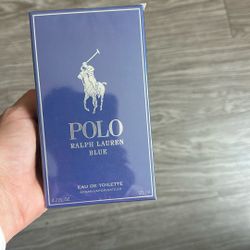 POLO
RALPH LAUREN
BLUE
EAU DE TOILETTE